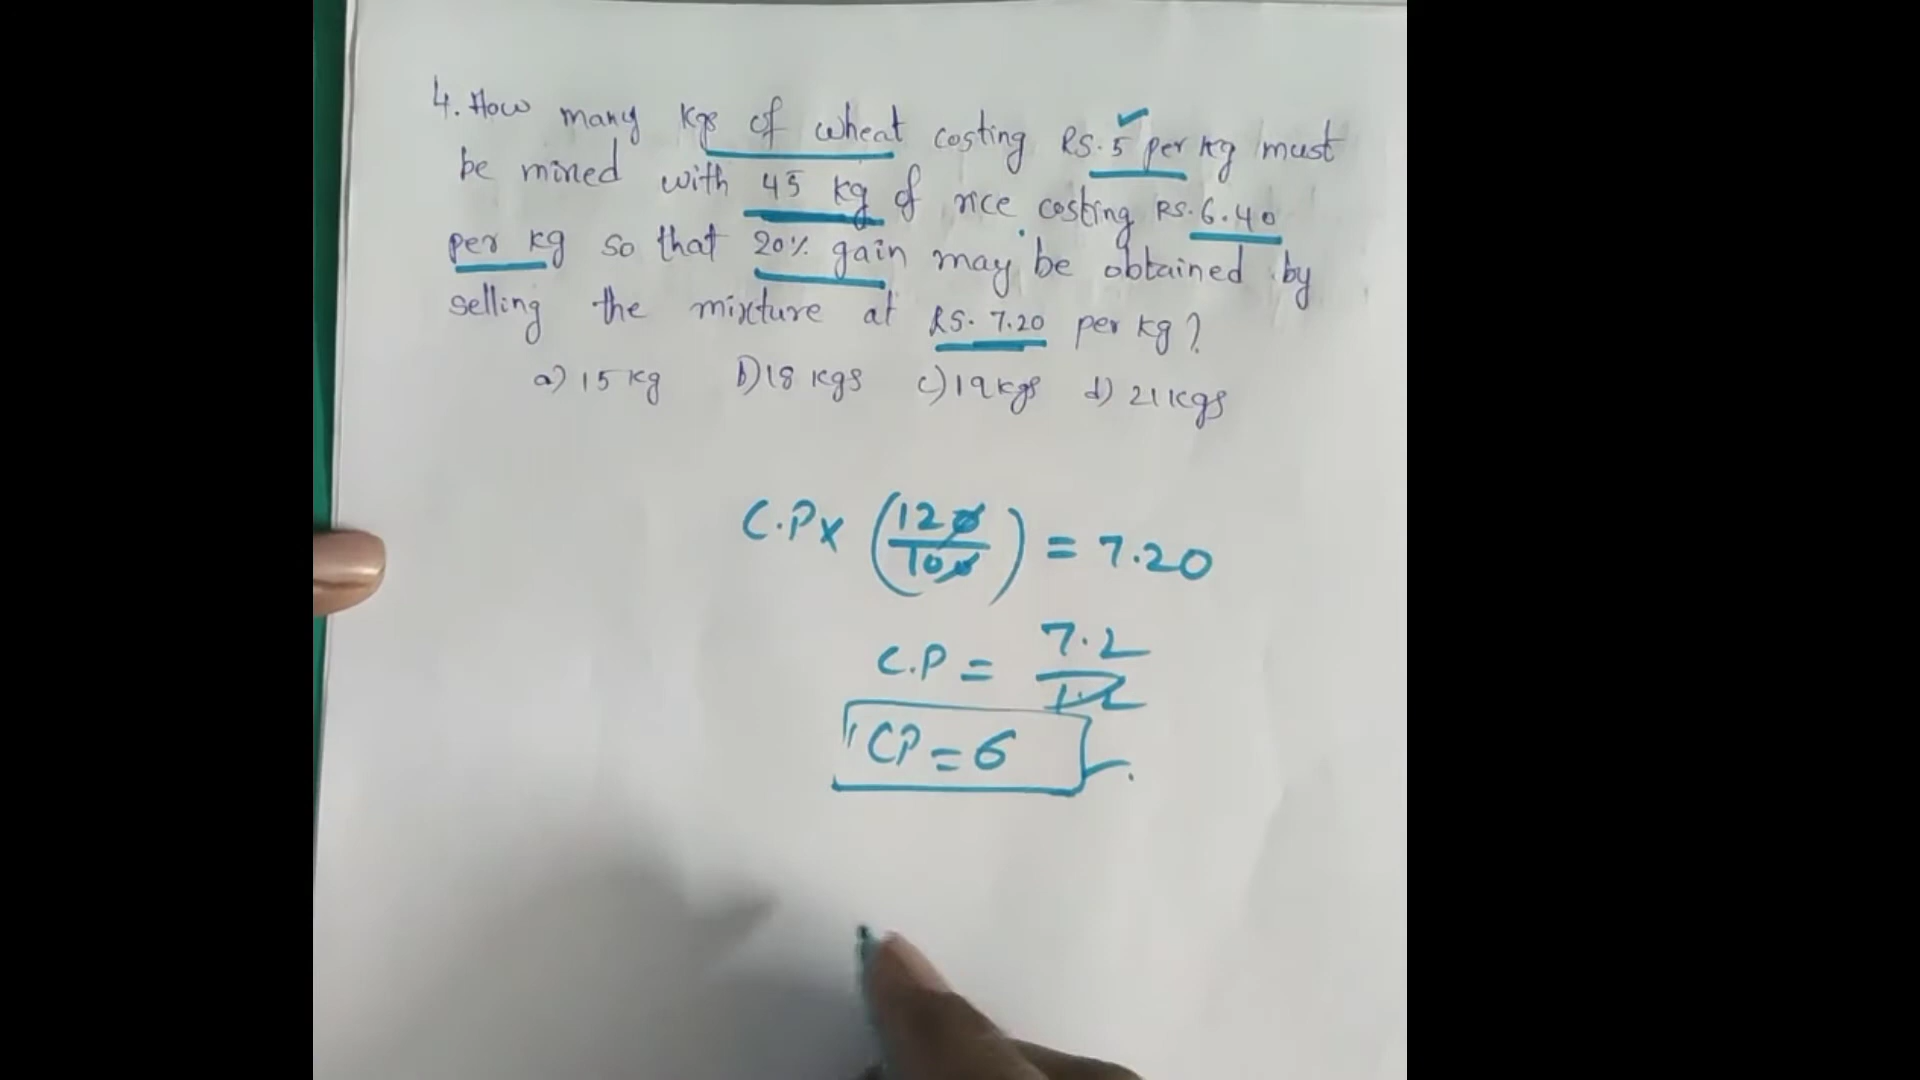 4. How many Kgs of wheat costing RS. 5 per kg must
be mixed with 45 kg of rice costing RS. 6.40
per kg so that 20% gain may be obtained by
selling the mixture at RS. 7.20 per kg?
a) 15 kg b) 18 kgs c) 19 kgs d) 21 kgs
C.P x (120/100) = 7.20
C.P = 7.2/1.2
CP = 6